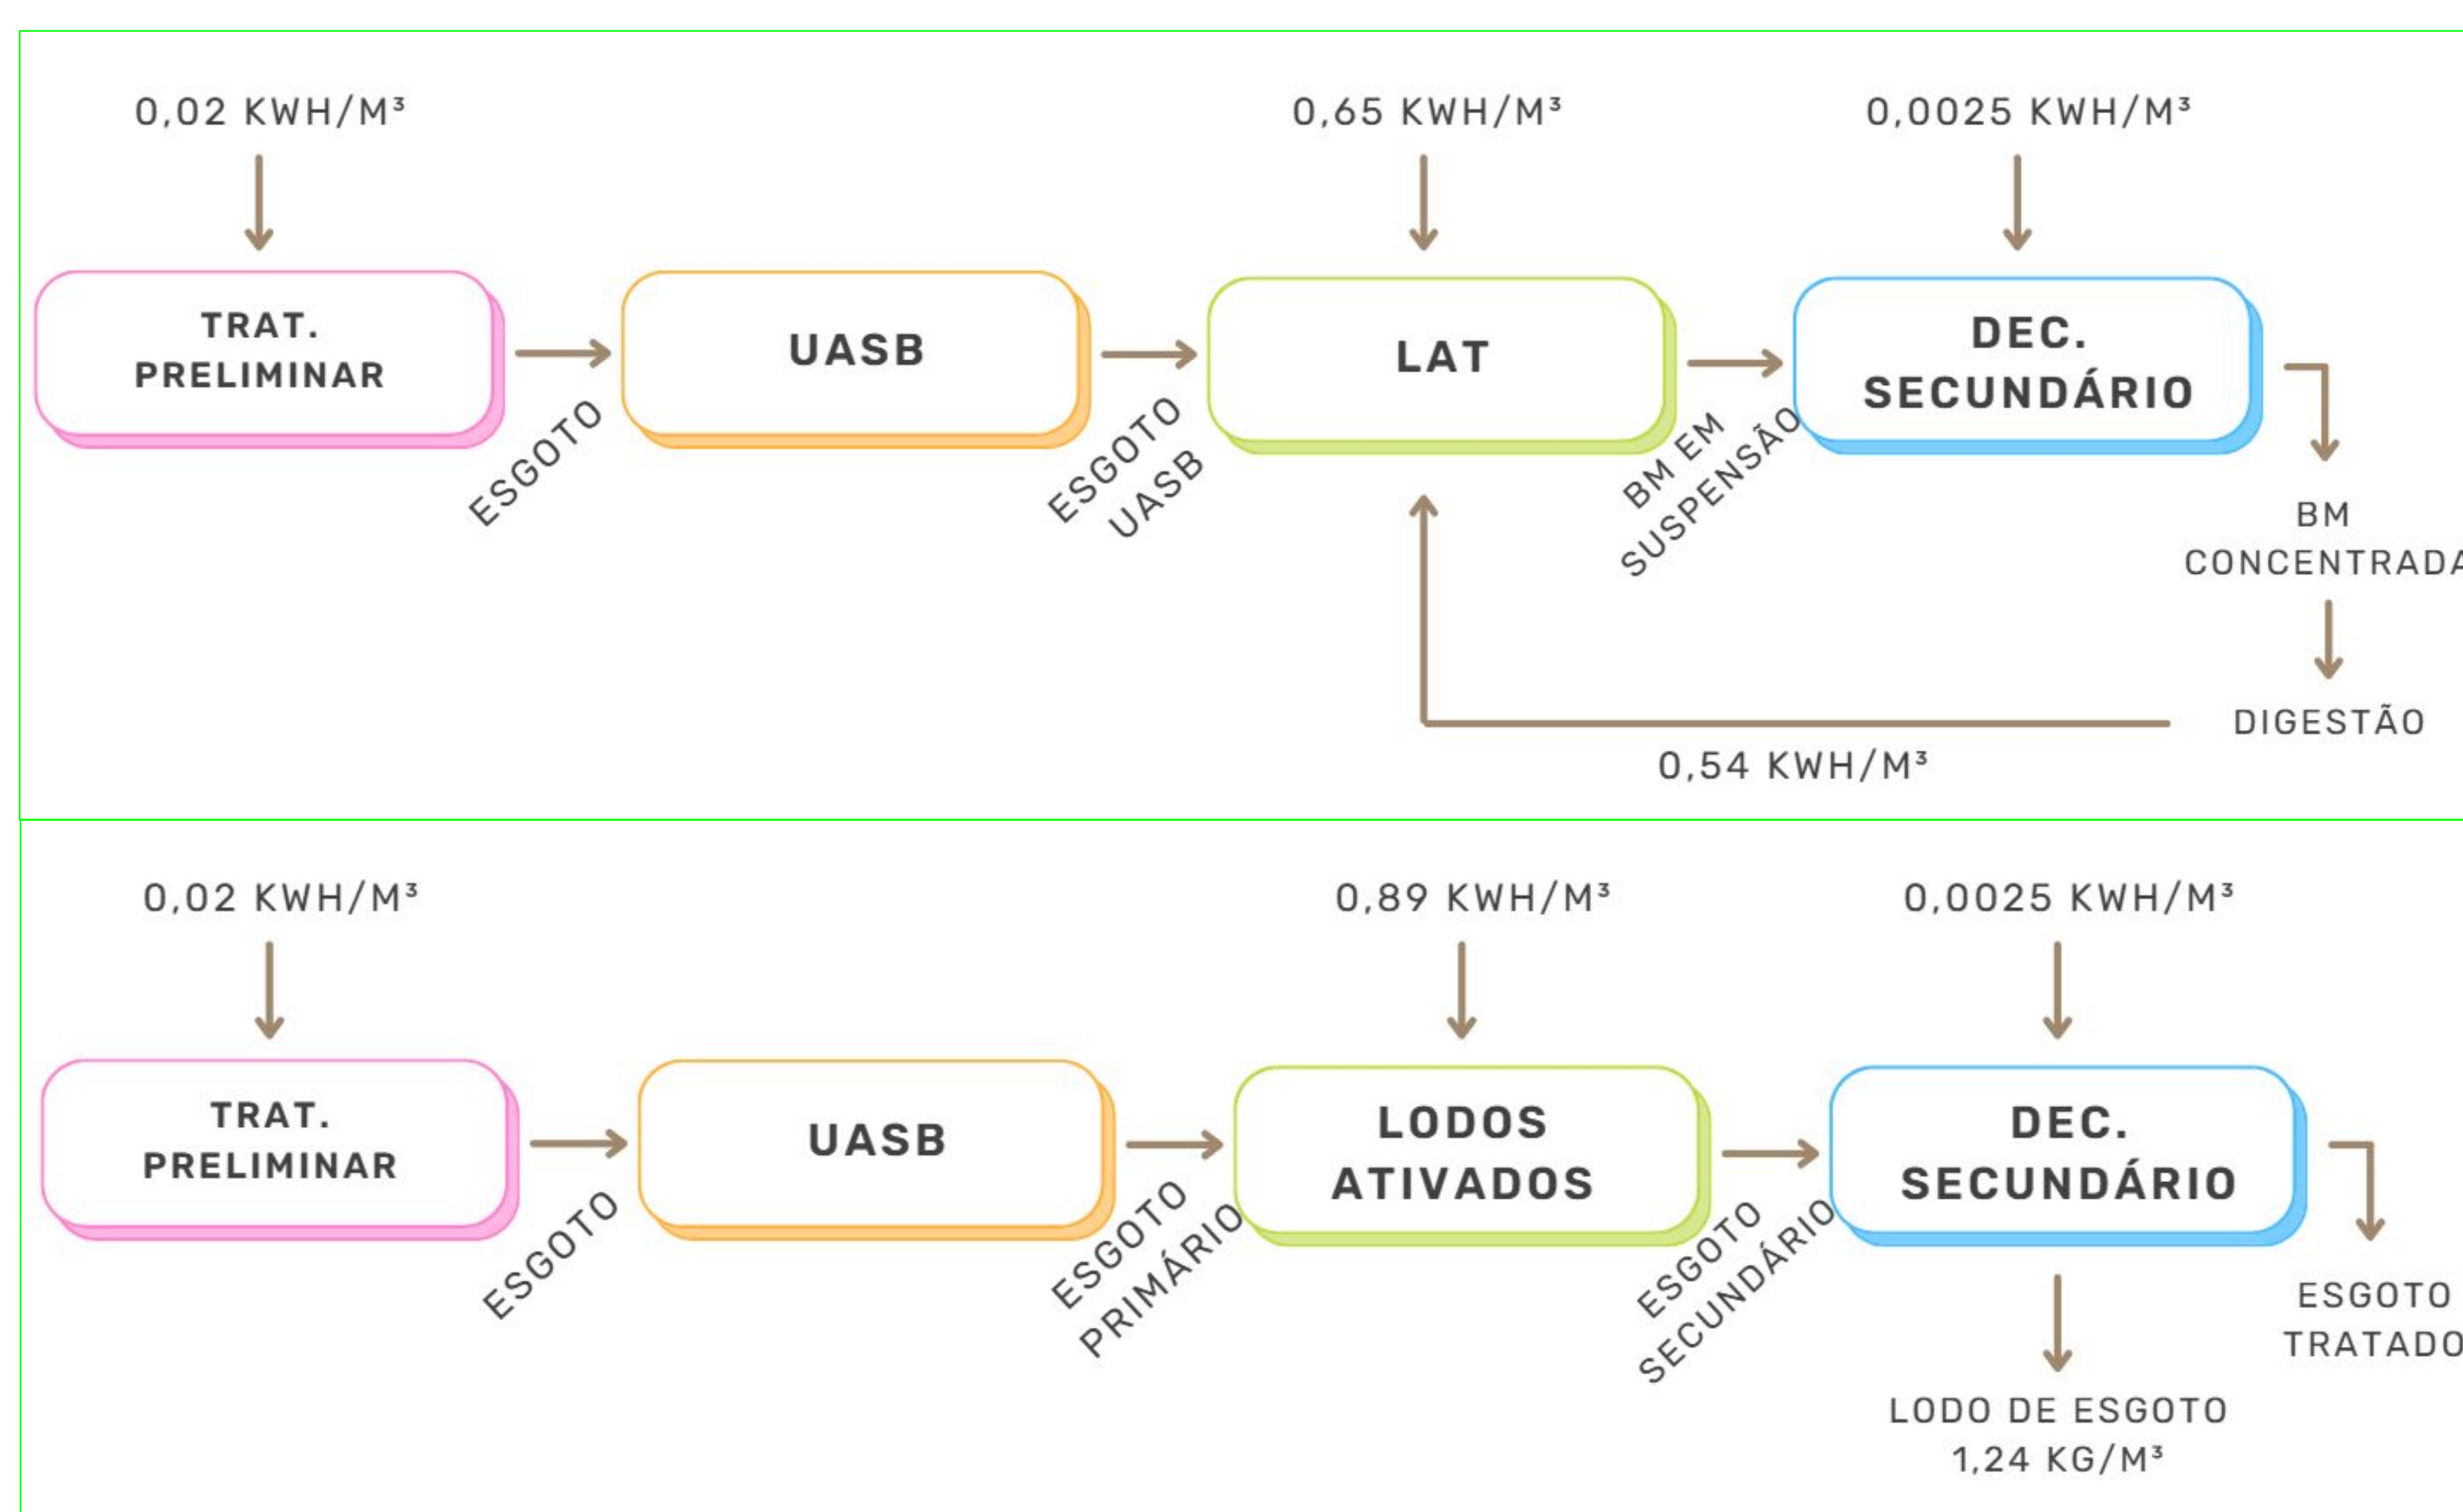 0,02 KWH/M³
0,65 KWH/M³
0,0025 KWH/M³
TRAT.
PRELIMINAR
UASB
LAT
DEC.
SECUNDÁRIO
ESGOTO
ESGOTO
UASB
BM EM
SUSPENSÃO
BM
CONCENTRADA
DIGESTÃO
0,54 KWH/M³
0,02 KWH/M³
0,89 KWH/M³
0,0025 KWH/M³
TRAT.
PRELIMINAR
UASB
LODOS
ATIVADOS
DEC.
SECUNDÁRIO
ESGOTO
ESGOTO
PRIMÁRIO
ESGOTO
SECUNDÁRIO
ESGOTO
TRATADO
LODO DE ESGOTO
1,24 KG/M³